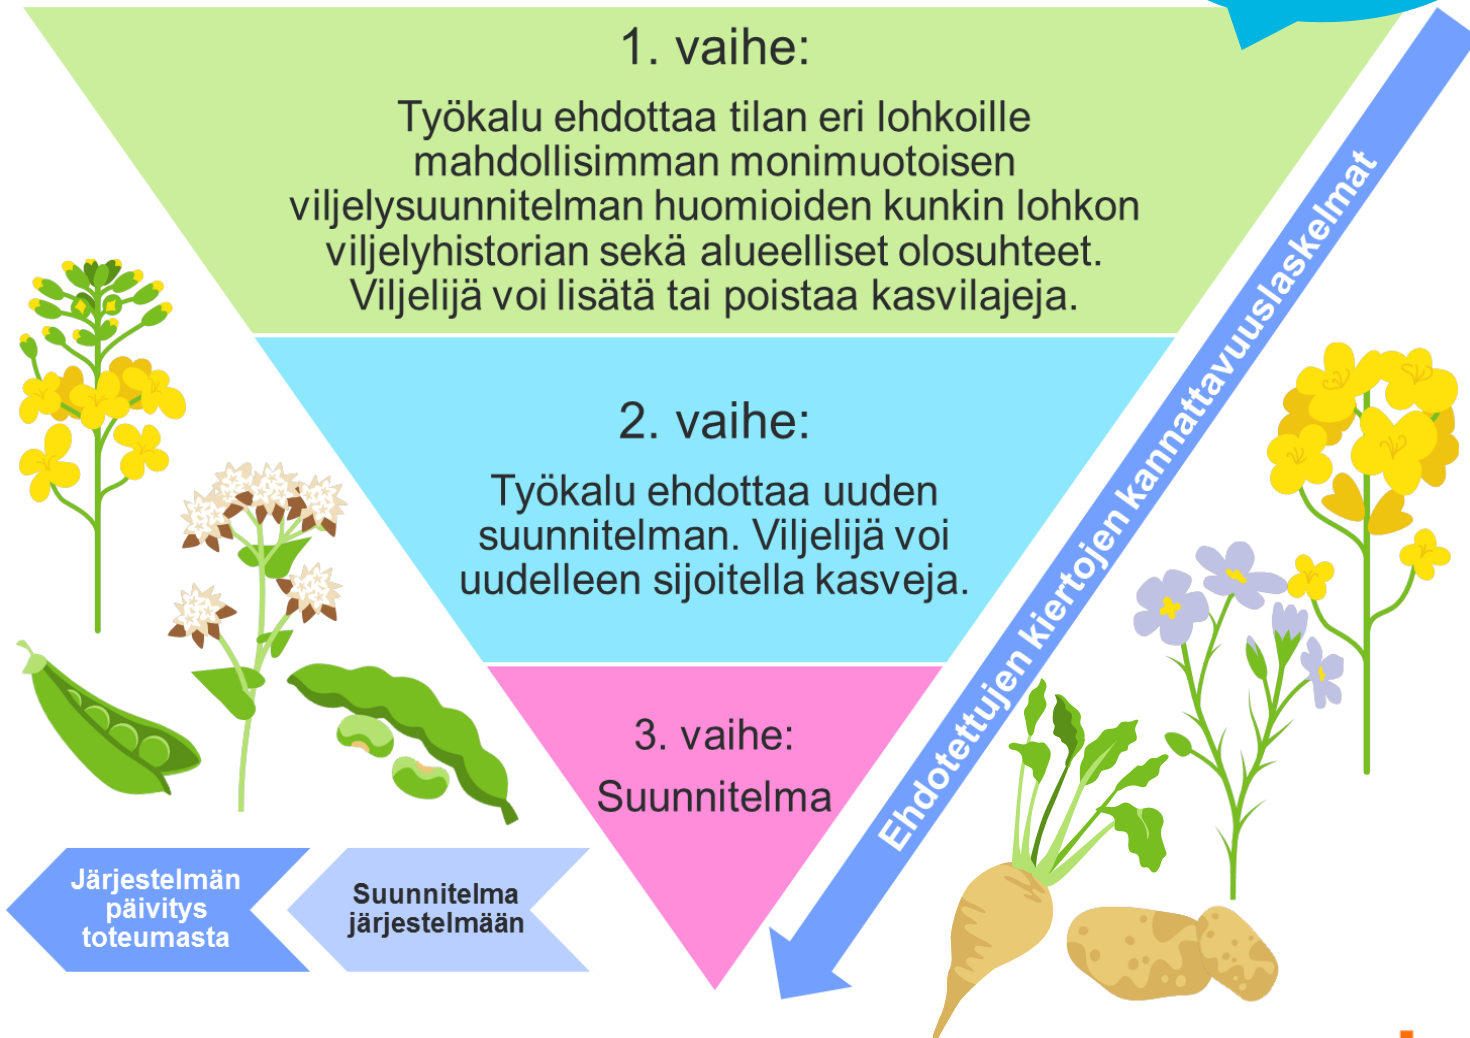 1. vaihe:
Työkalu ehdottaa tilan eri lohkoille
mahdollisimman monimuotoisen
viljelysuunnitelman huomioiden kunkin lohkon
viljelyhistorian sekä alueelliset olosuhteet.
Viljelijä voi lisätä tai poistaa kasvilajeja.
2. vaihe:
Työkalu ehdottaa uuden
suunnitelman. Viljelijä voi
uudelleen sijoitella kasveja.
3. vaihe:
Suunnitelma
Ehdotettujen kiertojen kannattavuuslaskelmat
Suunnitelma
järjestelmään
Järjestelmän
päivitys
toteumasta